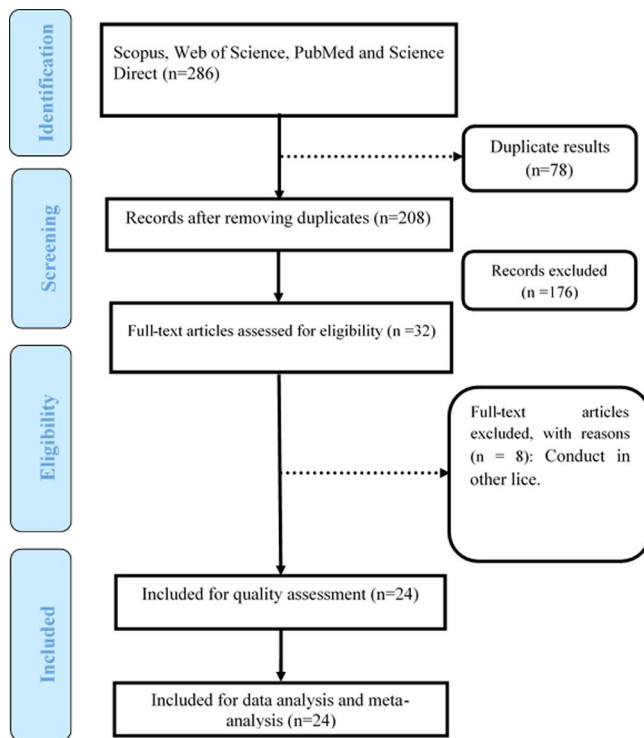 Identification
Scopus, Web of Science, PubMed and Science
Direct (n=286)
Duplicate results
(n=78)
Screening
Records after removing duplicates (n=208)
Records excluded
(n =176)
Full-text articles assessed for eligibility (n =32)
Eligibility
Full-text articles
excluded, with reasons
(n = 8): Conduct in
other lice.
Included
Included for quality assessment (n=24)
Included for data analysis and meta-
analysis (n=24)